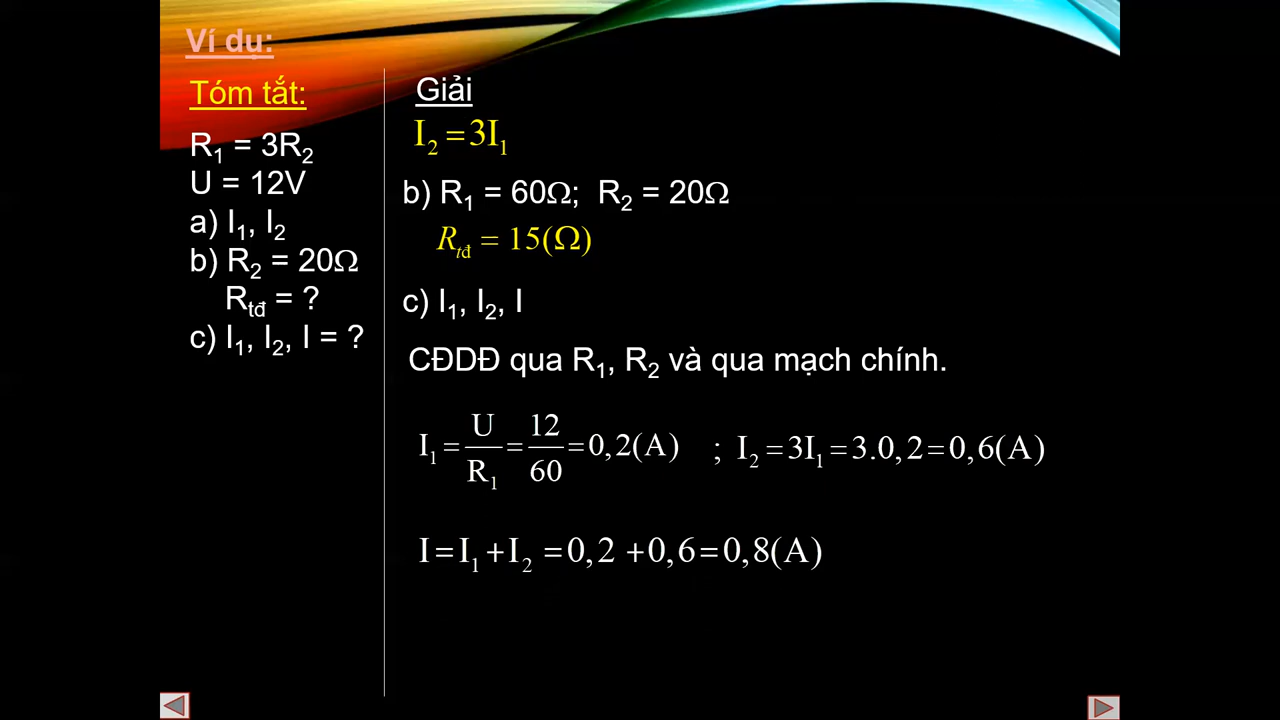 Ví dụ:
Tóm tắt:
R₁ = 3R₂
U = 12V
a) I₁, I₂
b) R₂ = 20Ω
Rtđ = ?
c) I₁, I₂, I = ?
Giải
I₂ = 3I₁
b) R₁ = 60Ω; R₂ = 20Ω
Rtđ = 15(Ω)
c) I₁, I₂, I
CĐDĐ qua R₁, R₂ và qua mạch chính.
I₁ = U/R₁ = 12/60 = 0,2(A) ; I₂ = 3I₁ = 3.0,2 = 0,6(A)
I = I₁ + I₂ = 0,2 + 0,6 = 0,8(A)